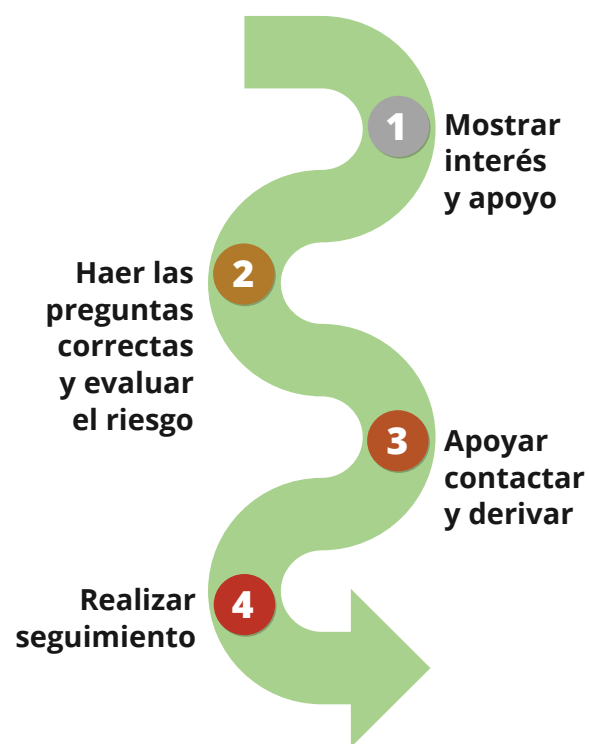 1
Mostrar
interés
y apoyo
2
Haer las
preguntas
correctas
y evaluar
el riesgo
3
Apoyar
contactar
y derivar
4
Realizar
seguimiento